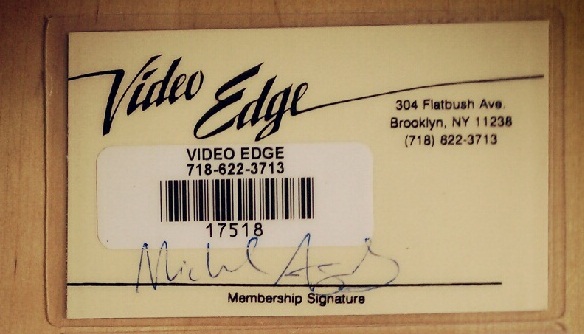 Video Edge
304 Flatbush Ave.
Brooklyn, NY 11238
(718) 622-3713
VIDEO EDGE
718-622-3713
17518
Michael
Membership Signature